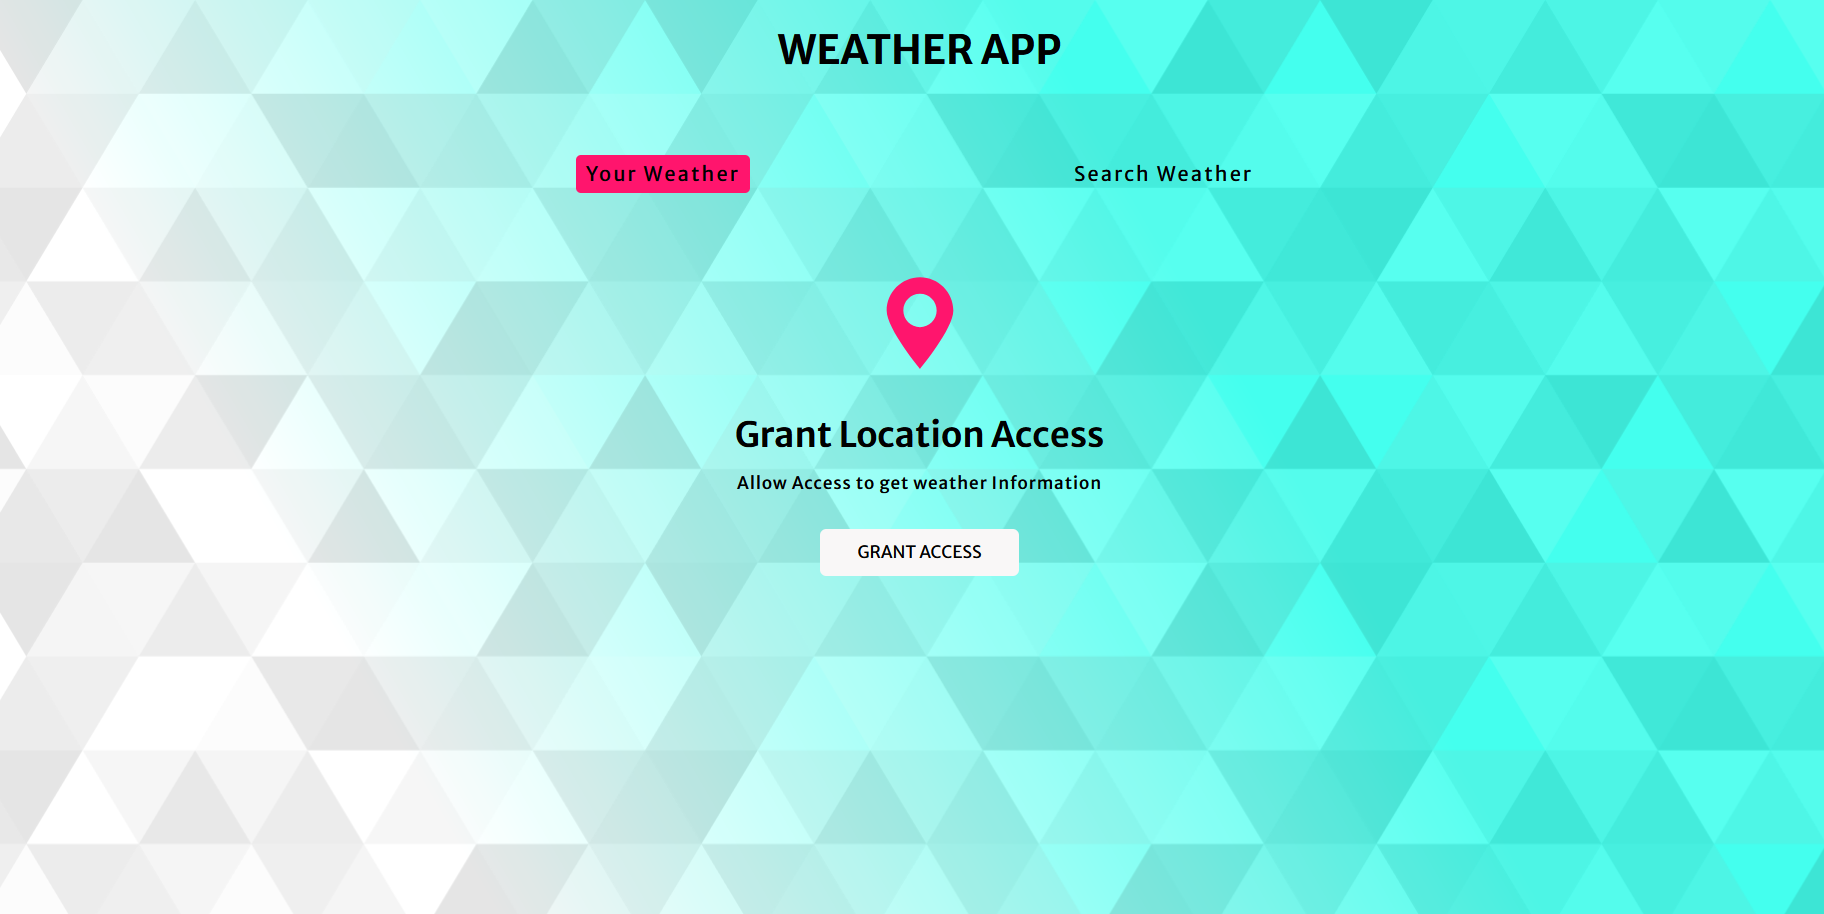 WEATHER APP
Your Weather
Search Weather
Grant Location Access
Allow Access to get weather Information
GRANT ACCESS